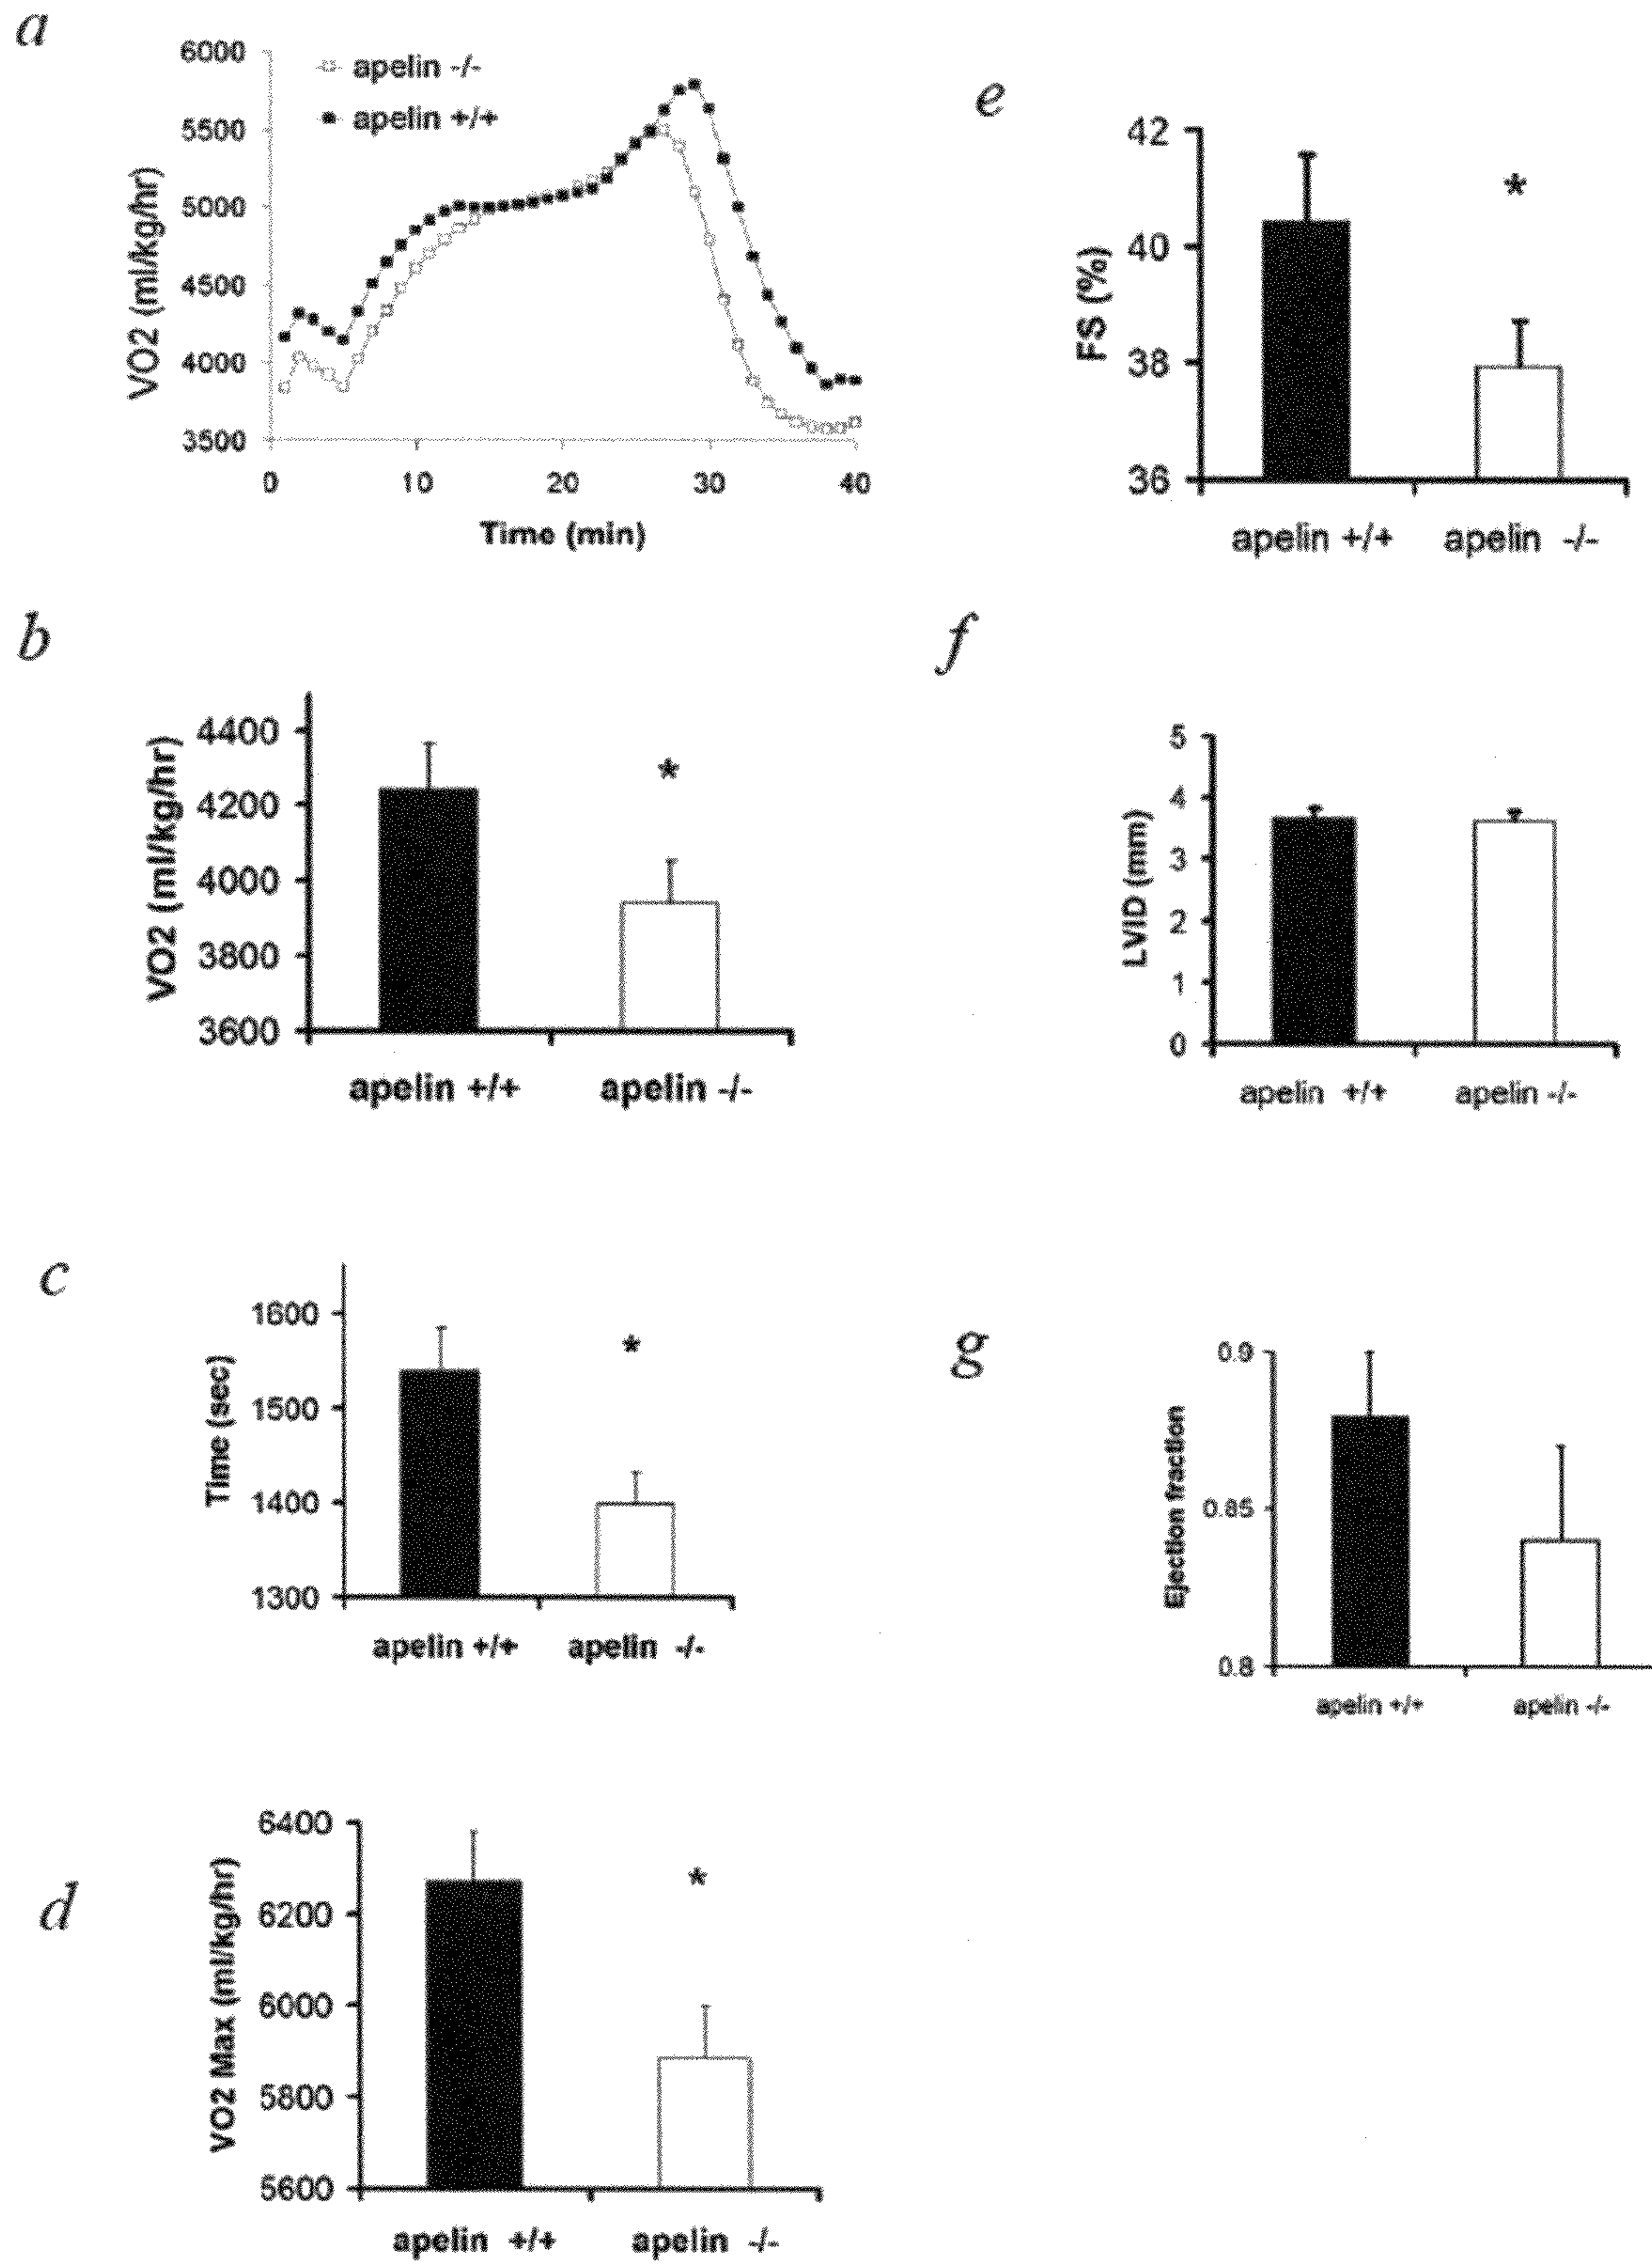 a
6000
5500
5000
4500
4000
3500
VO2 (ml/kg/hr)
apelin -/-
apelin +/+
0 10 20 30 40
Time (min)
e
42
40
38
36
FS (%)
*
apelin +/+ apelin -/-
b
4400
4200
4000
3800
3600
VO2 (ml/kg/hr)
*
apelin +/+ apelin -/-
f
5
4
3
2
1
0
LVID (mm)
apelin +/+ apelin -/-
c
1600
1500
1400
1300
Time (sec)
*
apelin +/+ apelin -/-
g
0.9
0.85
0.8
Ejection fraction
apelin +/+ apelin -/-
d
6400
6200
6000
5800
5600
VO2 Max (ml/kg/hr)
*
apelin +/+ apelin -/-